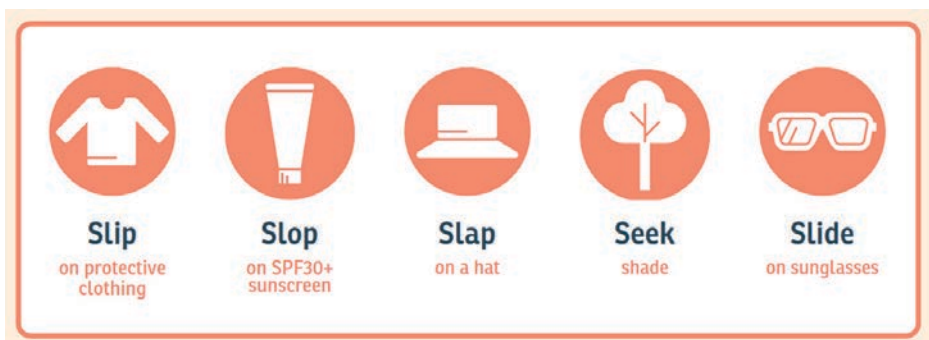 Slip
on protective
clothing
Slop
on SPF30+
sunscreen
Slap
on a hat
Seek
shade
Slide
on sunglasses